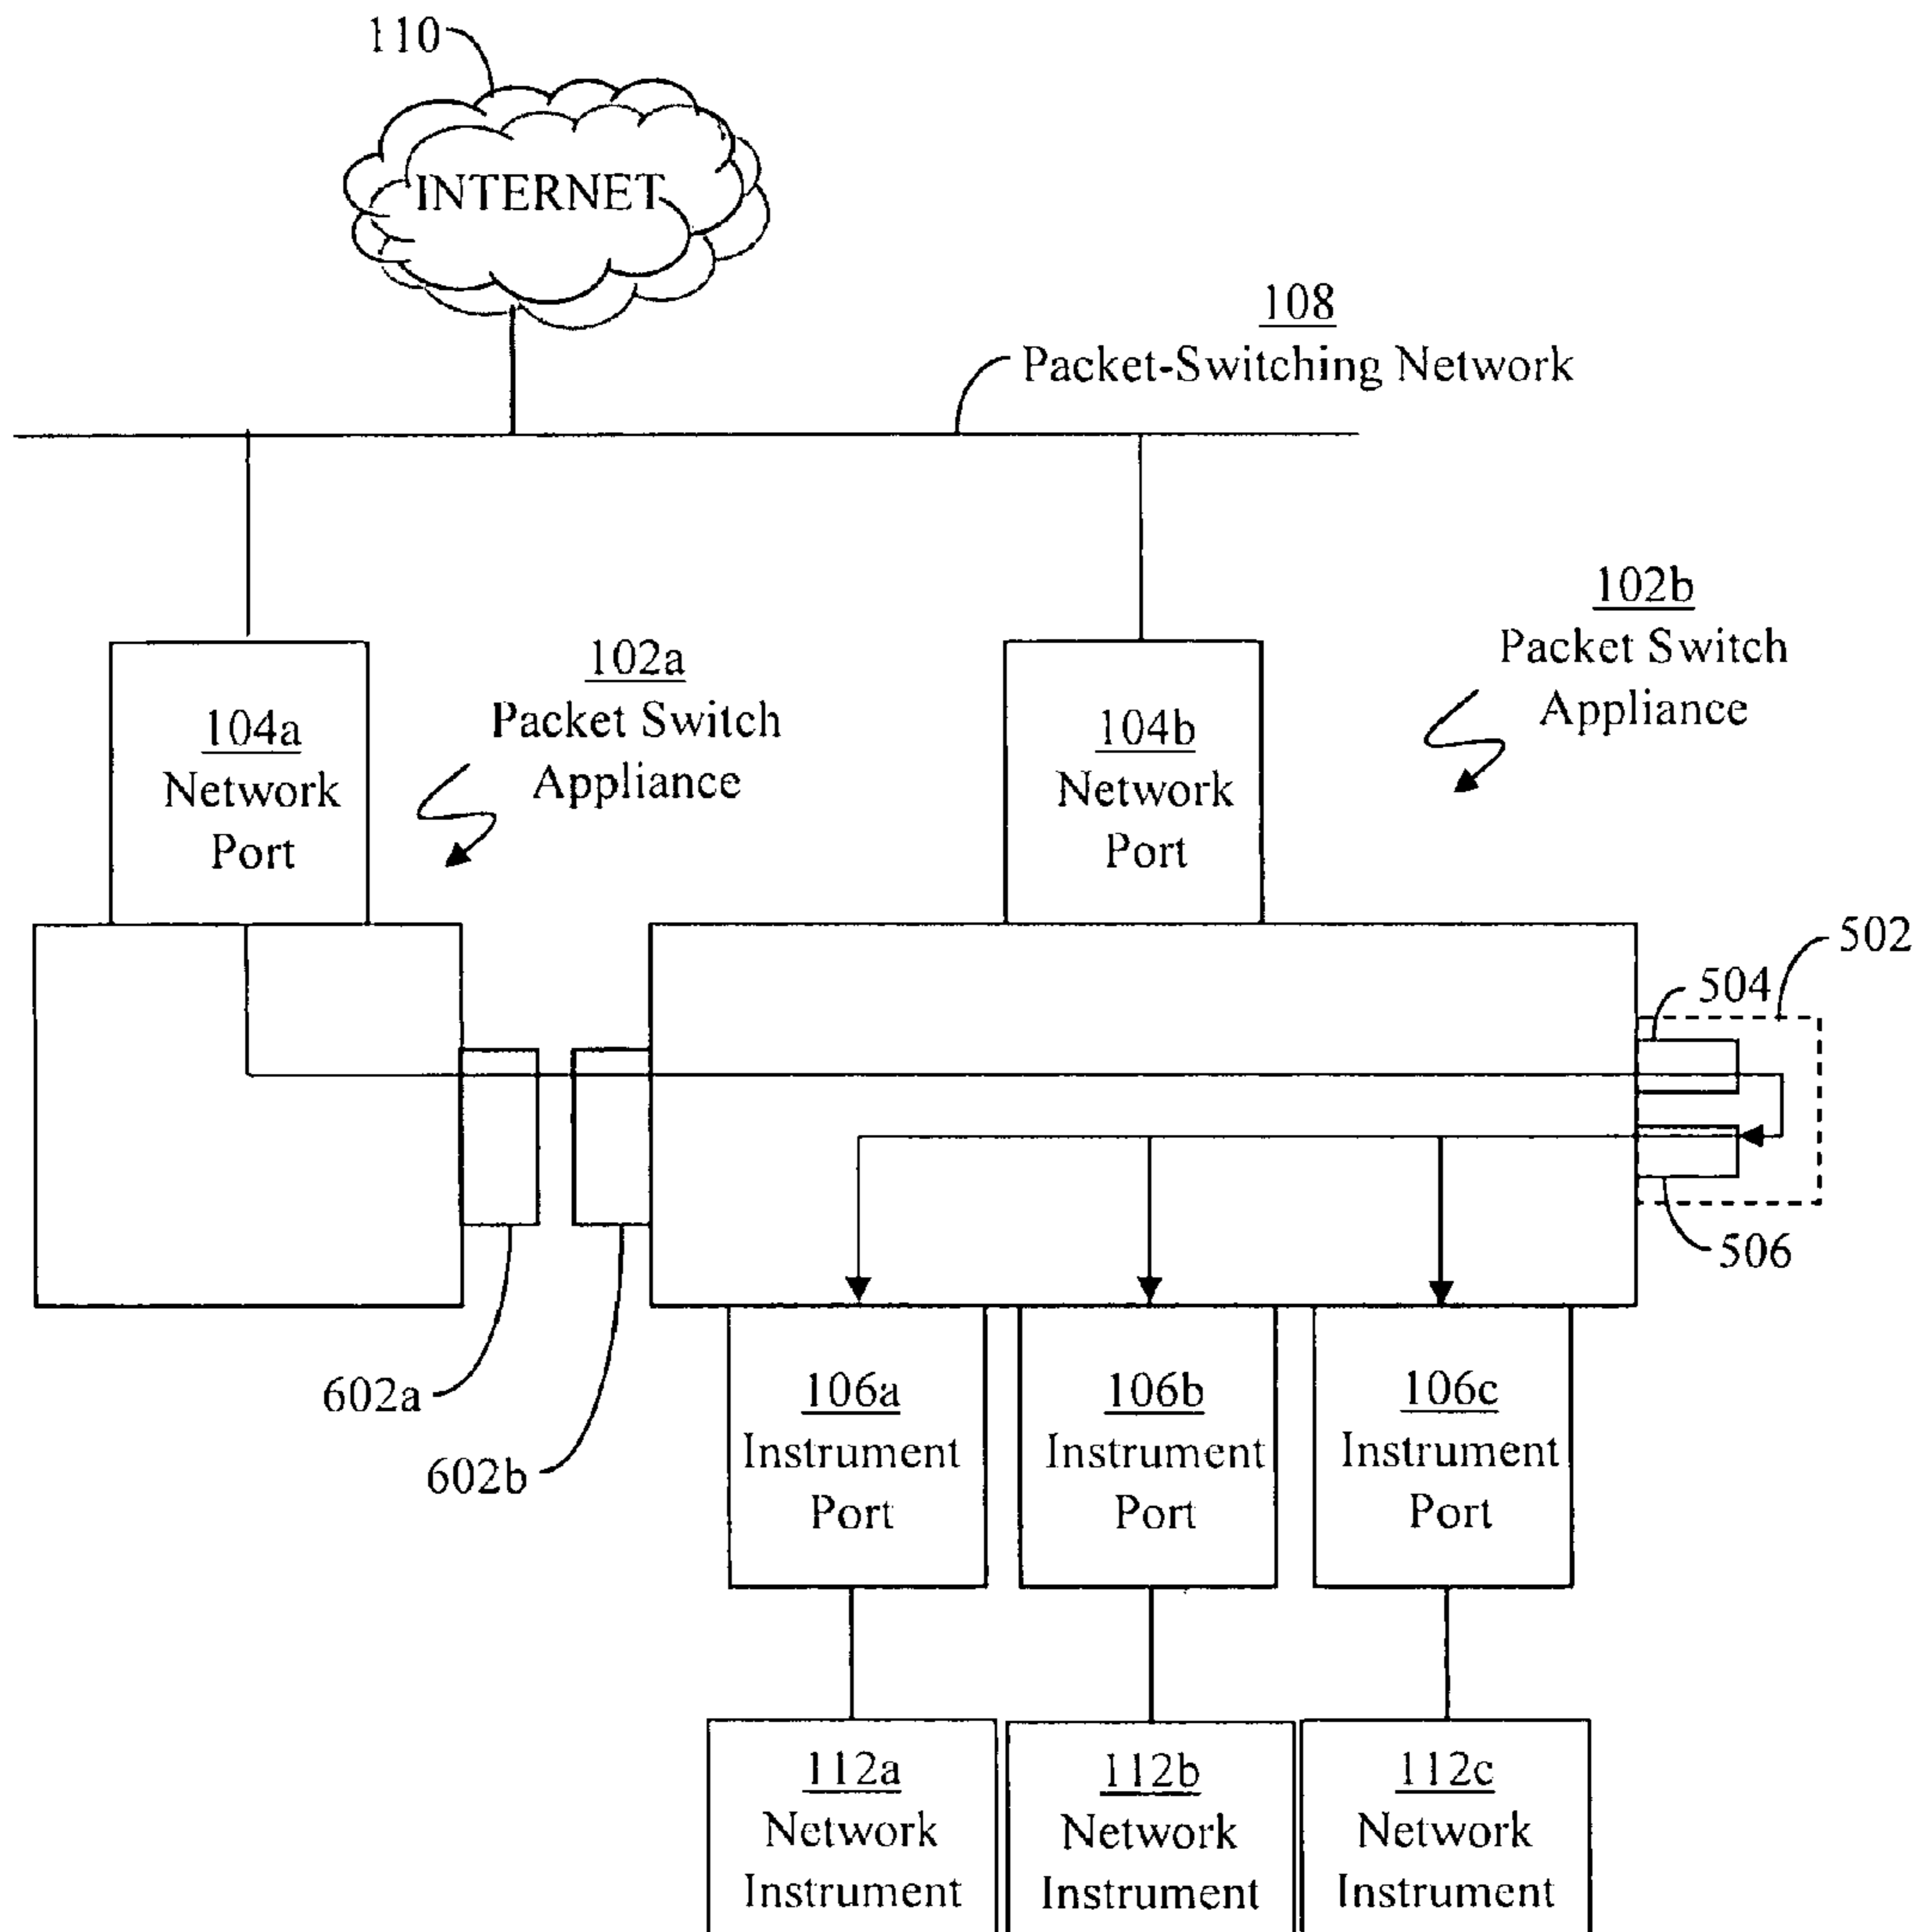 110
INTERNET
108
Packet-Switching Network
102b
Packet Switch
Appliance
102a
Packet Switch
Appliance
104a
Network
Port
104b
Network
Port
502
504
506
602a
602b
106a
Instrument
Port
106b
Instrument
Port
106c
Instrument
Port
112a
Network
Instrument
112b
Network
Instrument
112c
Network
Instrument